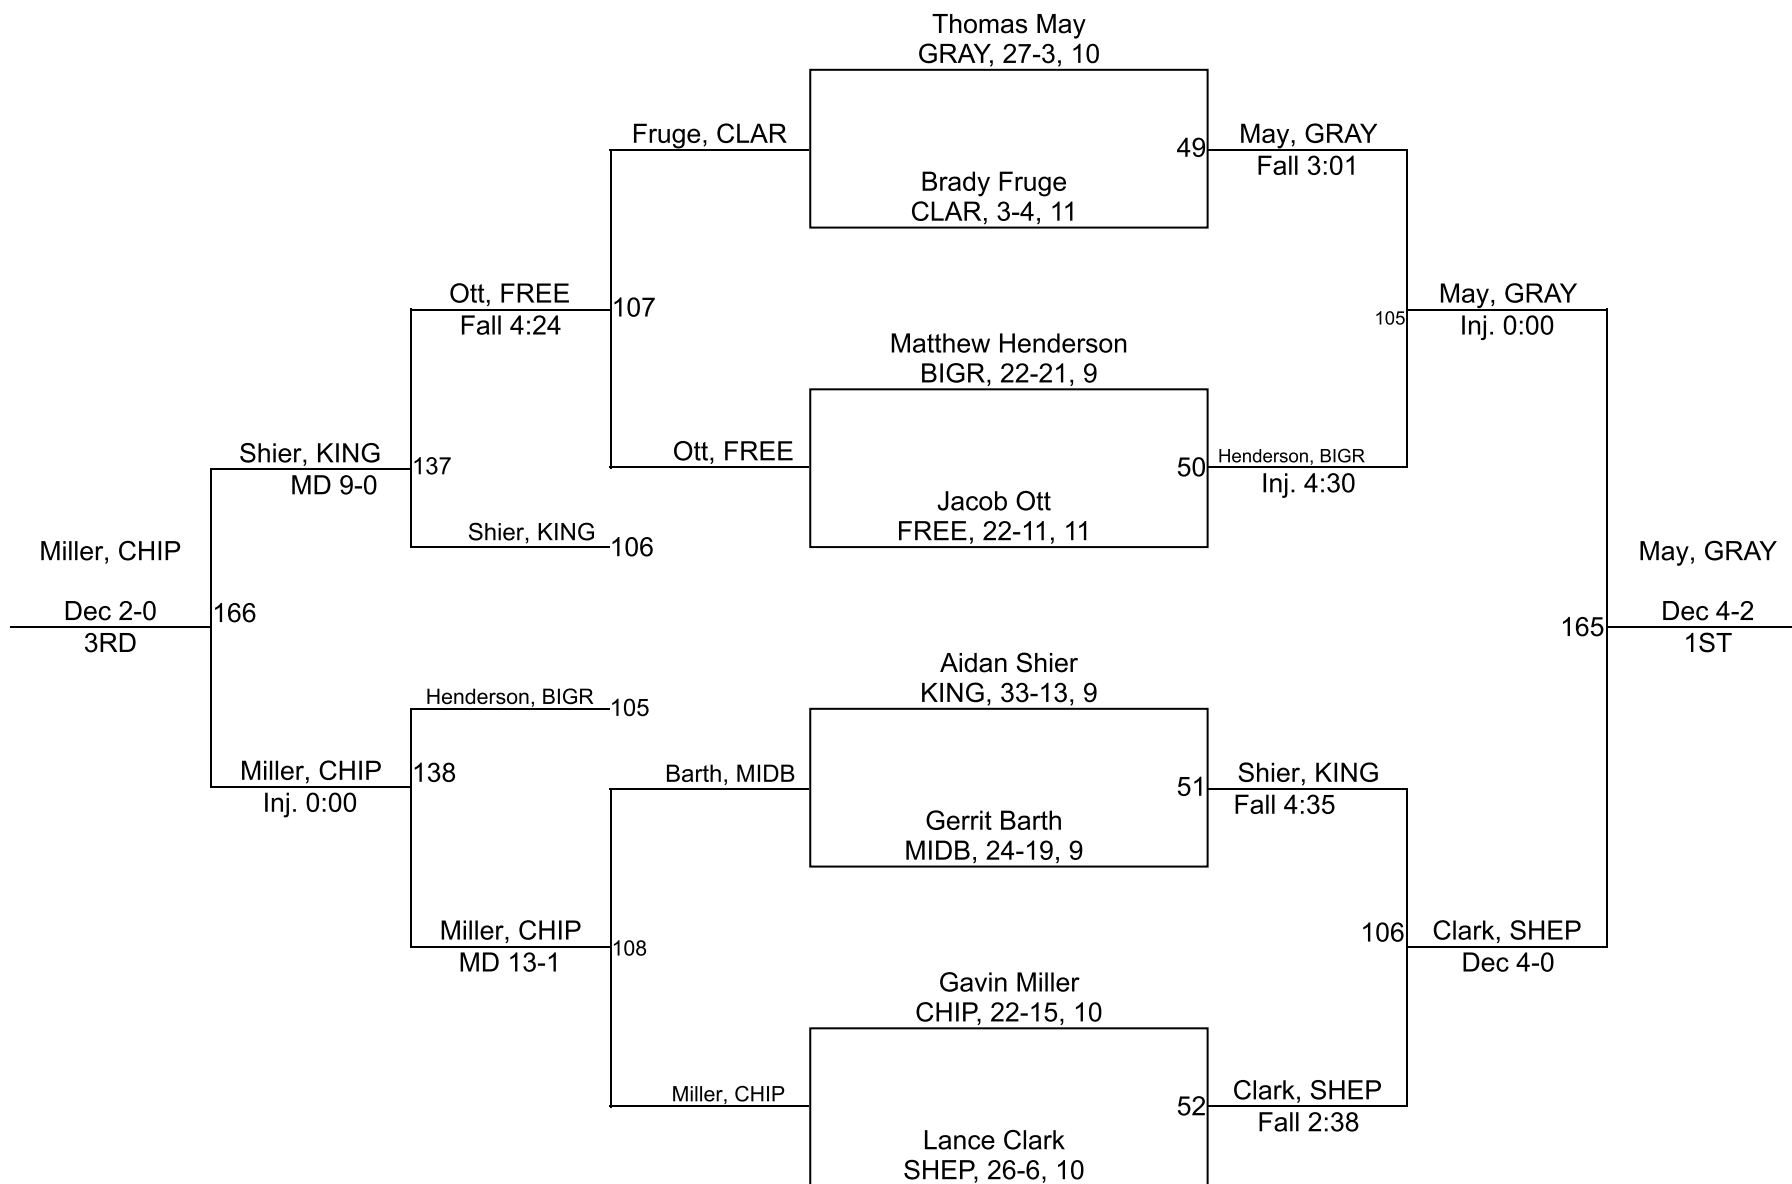 Thomas May
GRAY, 27-3, 10
Fruge, CLAR
49
May, GRAY
Fall 3:01
Brady Fruge
CLAR, 3-4, 11
Ott, FREE
Fall 4:24
107
105
May, GRAY
Inj. 0:00
Matthew Henderson
BIGR, 22-21, 9
Shier, KING
MD 9-0
137
Ott, FREE
50
Henderson, BIGR
Inj. 4:30
Jacob Ott
FREE, 22-11, 11
Shier, KING
106
Miller, CHIP
Dec 2-0
3RD
166
May, GRAY
165
Dec 4-2
1ST
Aidan Shier
KING, 33-13, 9
Henderson, BIGR
105
Miller, CHIP
Inj. 0:00
138
Barth, MIDB
51
Shier, KING
Fall 4:35
Gerrit Barth
MIDB, 24-19, 9
Miller, CHIP
MD 13-1
108
106
Clark, SHEP
Dec 4-0
Gavin Miller
CHIP, 22-15, 10
Miller, CHIP
52
Clark, SHEP
Fall 2:38
Lance Clark
SHEP, 26-6, 10